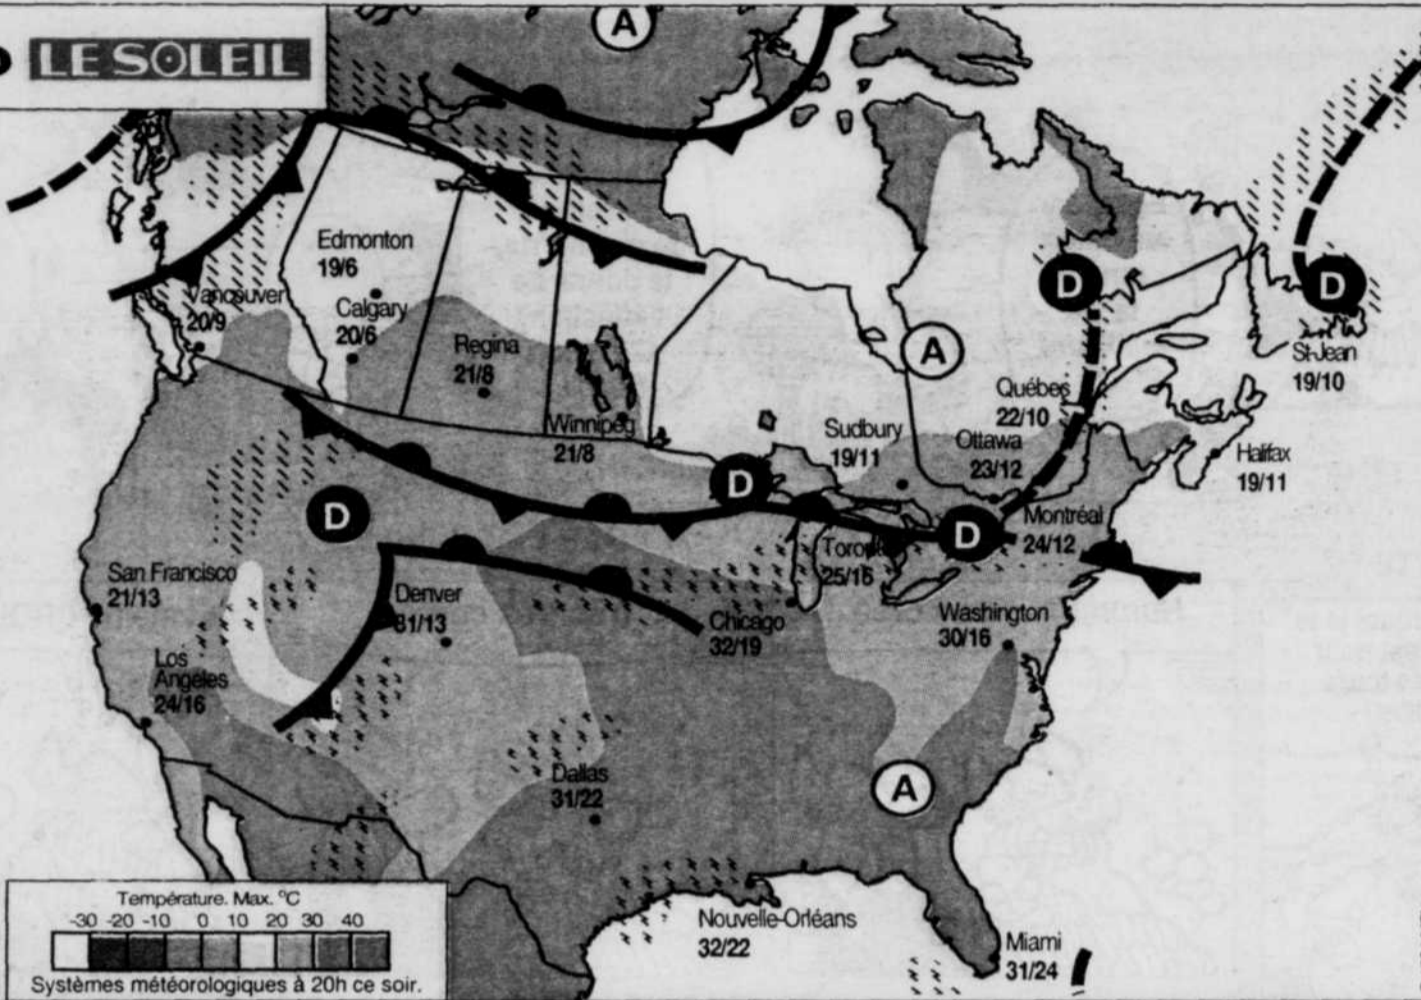 LE SOLEIL
A
Edmonton
19/6
Vancouver
20/9
Calgary
20/6
Regina
21/8
Winnipeg
21/8
D
D
A
St-Jean
19/10
Québec
22/10
Sudbury
19/11
Ottawa
23/12
Halifax
19/11
D
D
D
Montréal
24/12
Toronto
25/16
San Francisco
21/13
Denver
31/13
Chicago
32/19
Washington
30/16
Los
Angeles
24/16
Dallas
31/22
A
Nouvelle-Orléans
32/22
Miami
31/24
Température. Max. °C
-30 -20 -10 0 10 20 30 40
Systèmes météorologiques à 20h ce soir.